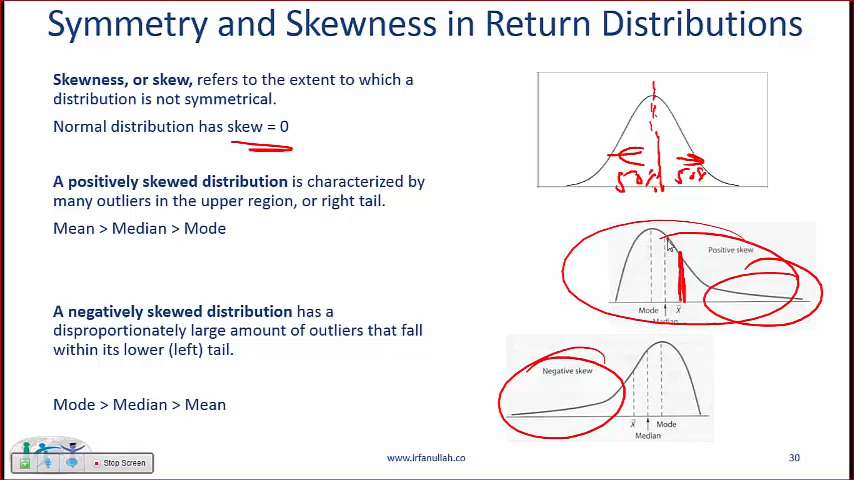 Symmetry and Skewness in Return Distributions
Skewness, or skew, refers to the extent to which a
distribution is not symmetrical.
Normal distribution has skew = 0
50%
50%
A positively skewed distribution is characterized by
many outliers in the upper region, or right tail.
Mean > Median > Mode
Positive skew
Mode
X̄
Median
A negatively skewed distribution has a
disproportionately large amount of outliers that fall
within its lower (left) tail.
Mode > Median > Mean
Negative skew
X̄
Mode
Median
Stop Screen
www.irfanullah.co
30